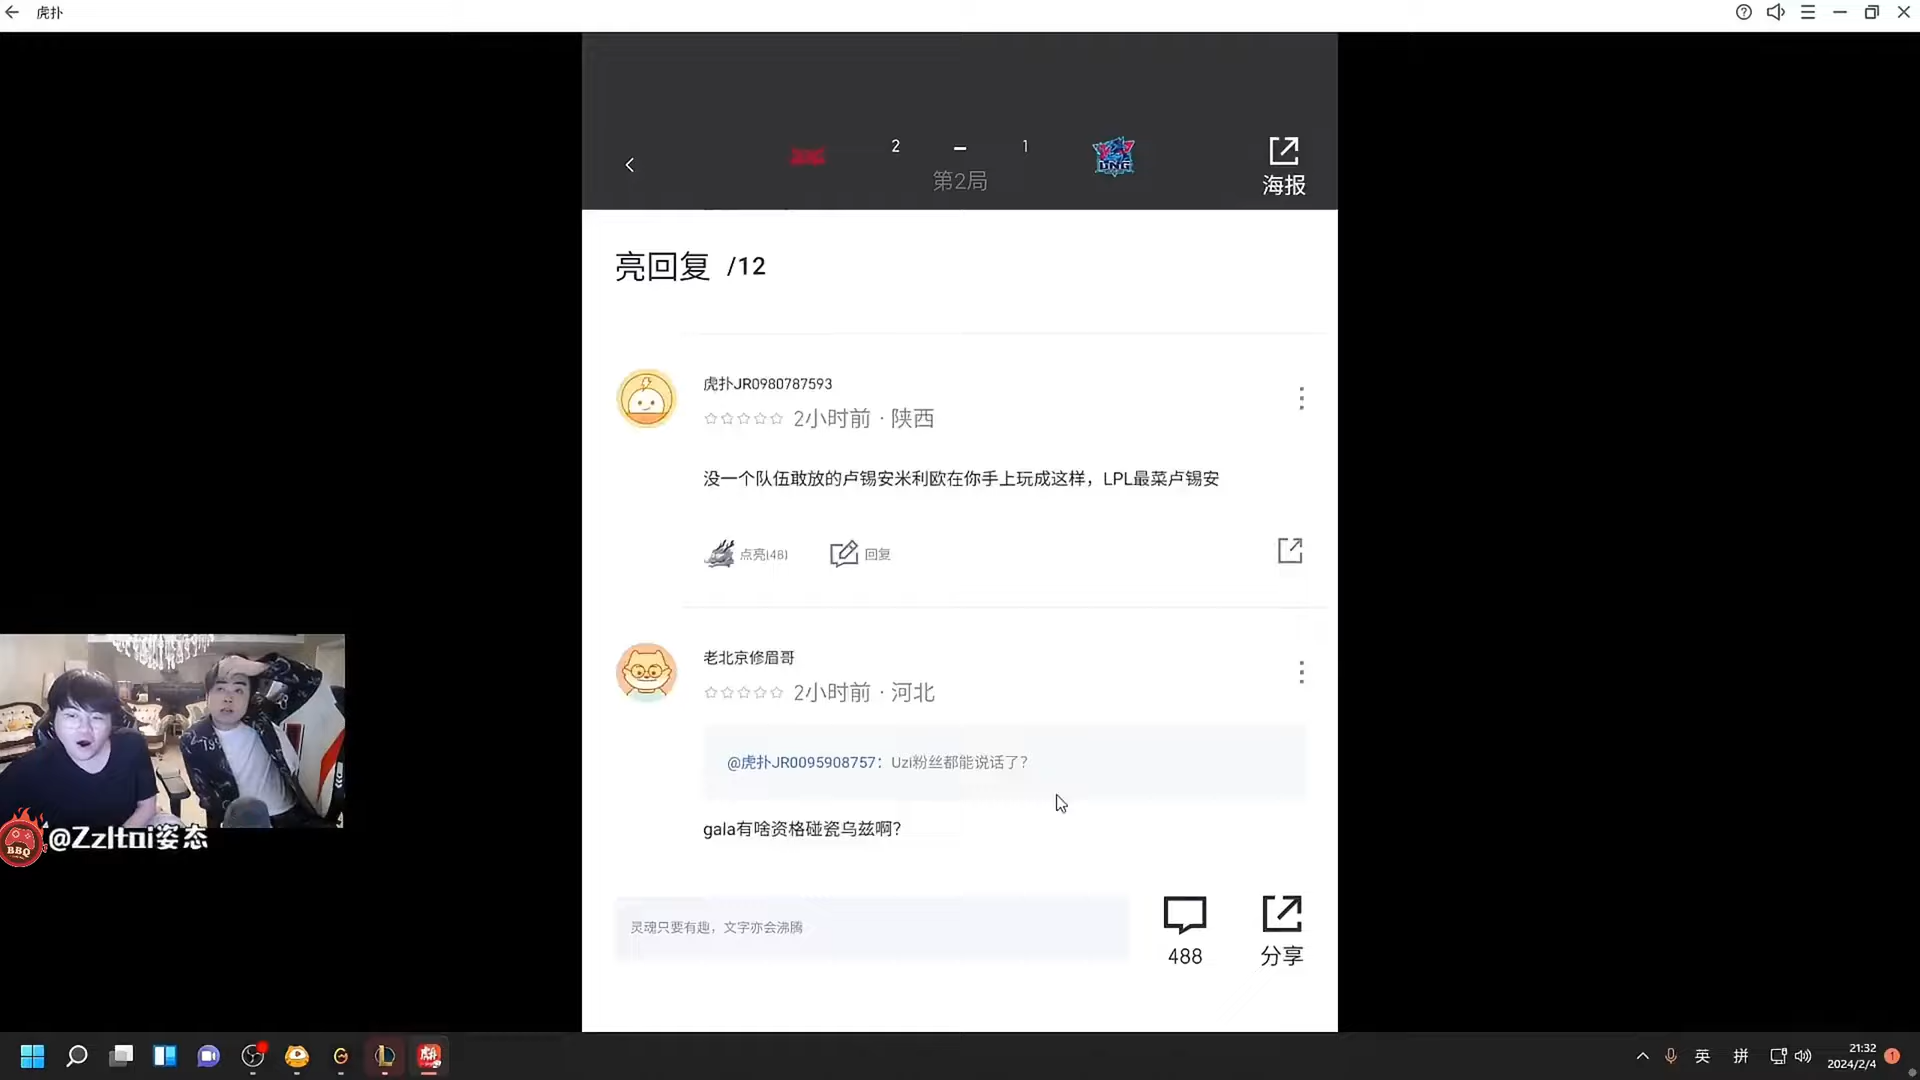 虎扑
2 - 1
UNG
第2局
海报
亮回复 /12
虎扑JR0980787593
2小时前 · 陕西
没一个队伍敢放的卢锡安米利欧在你手上玩成这样，LPL最菜卢锡安
点亮(48)
回复
老北京修眉哥
2小时前 · 河北
@虎扑JR0095908757：Uzi粉丝都能说话了？
gala有啥资格碰瓷乌兹啊？
BBQ
@Zzltai姿态
灵魂只要有趣，文字亦会沸腾
488
分享
英
拼
21:32
2024/2/4
1